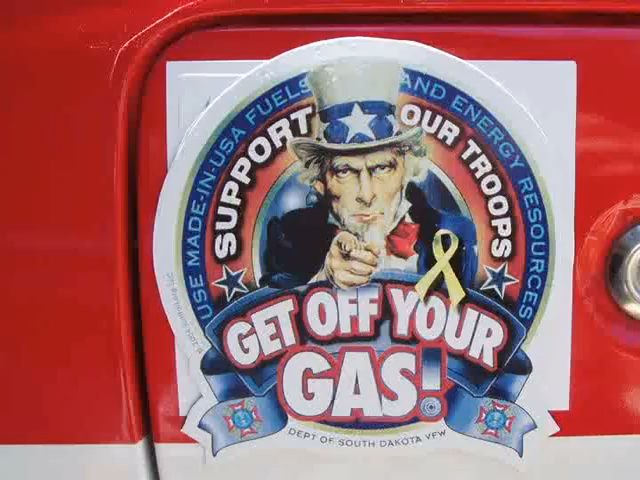 USE MADE-IN-USA FUELS AND ENERGY RESOURCES
SUPPORT OUR TROOPS
GET OFF YOUR
GAS!
DEPT OF SOUTH DAKOTA VFW